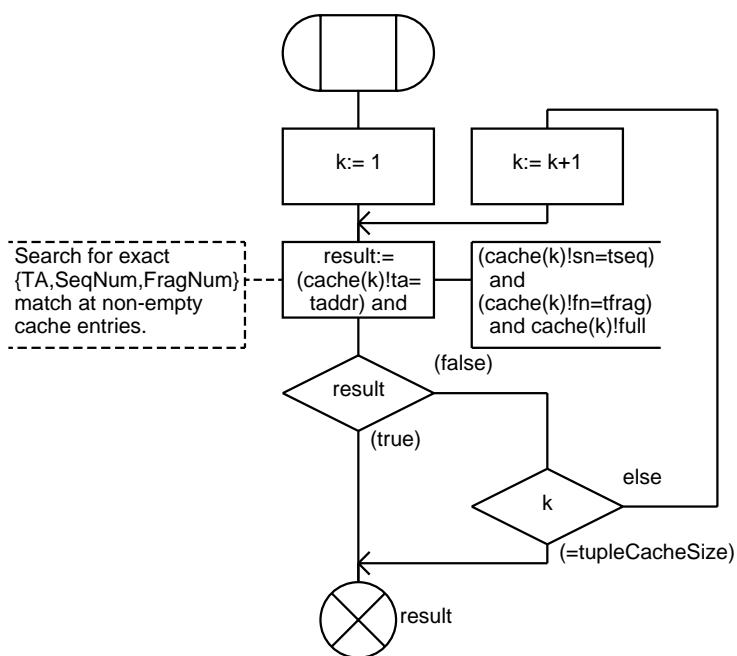 k:= 1
k:= k+1
Search for exact
{TA,SeqNum,FragNum}
match at non-empty
cache entries.
result:=
(cache(k)!ta=
taddr) and
(cache(k)!sn=tseq)
and
(cache(k)!fn=tfrag)
and cache(k)!full
(false)
result
(true)
else
k
(=tupleCacheSize)
result